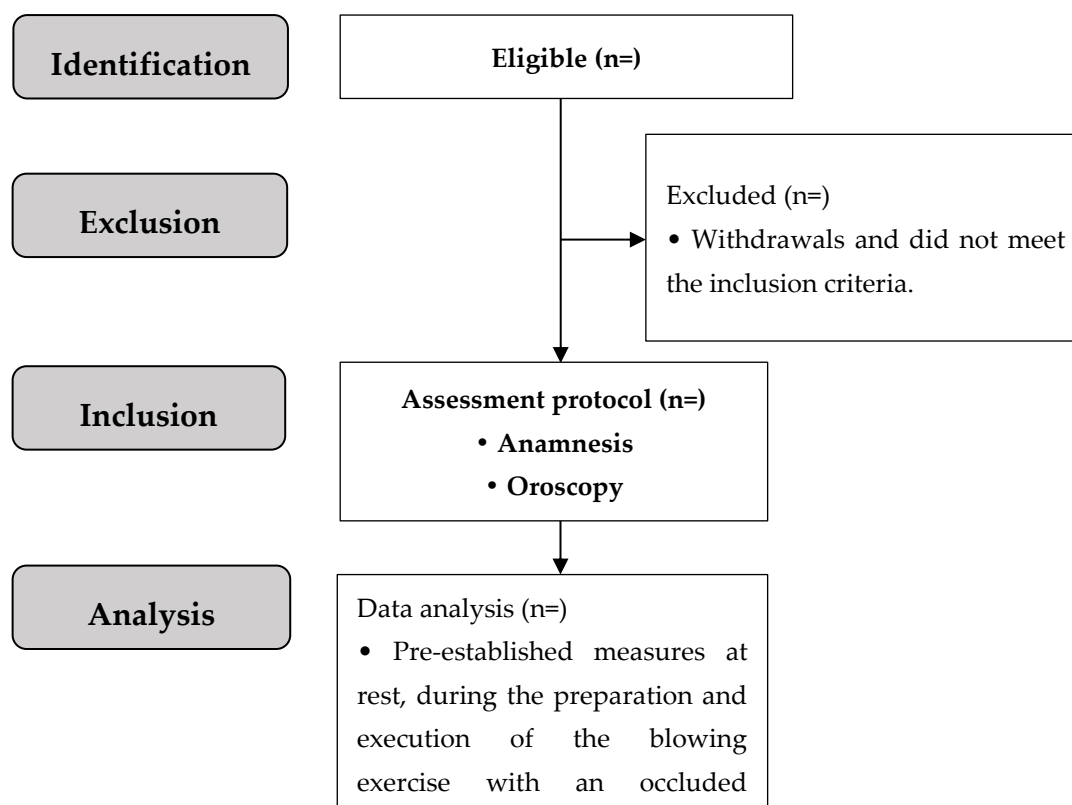 Identification
Eligible (n=)
Exclusion
Excluded (n=)
• Withdrawals and did not meet
the inclusion criteria.
Inclusion
Assessment protocol (n=)
• Anamnesis
• Oroscopy
Analysis
Data analysis (n=)
• Pre-established measures at
rest, during the preparation and
execution of the blowing
exercise with an occluded